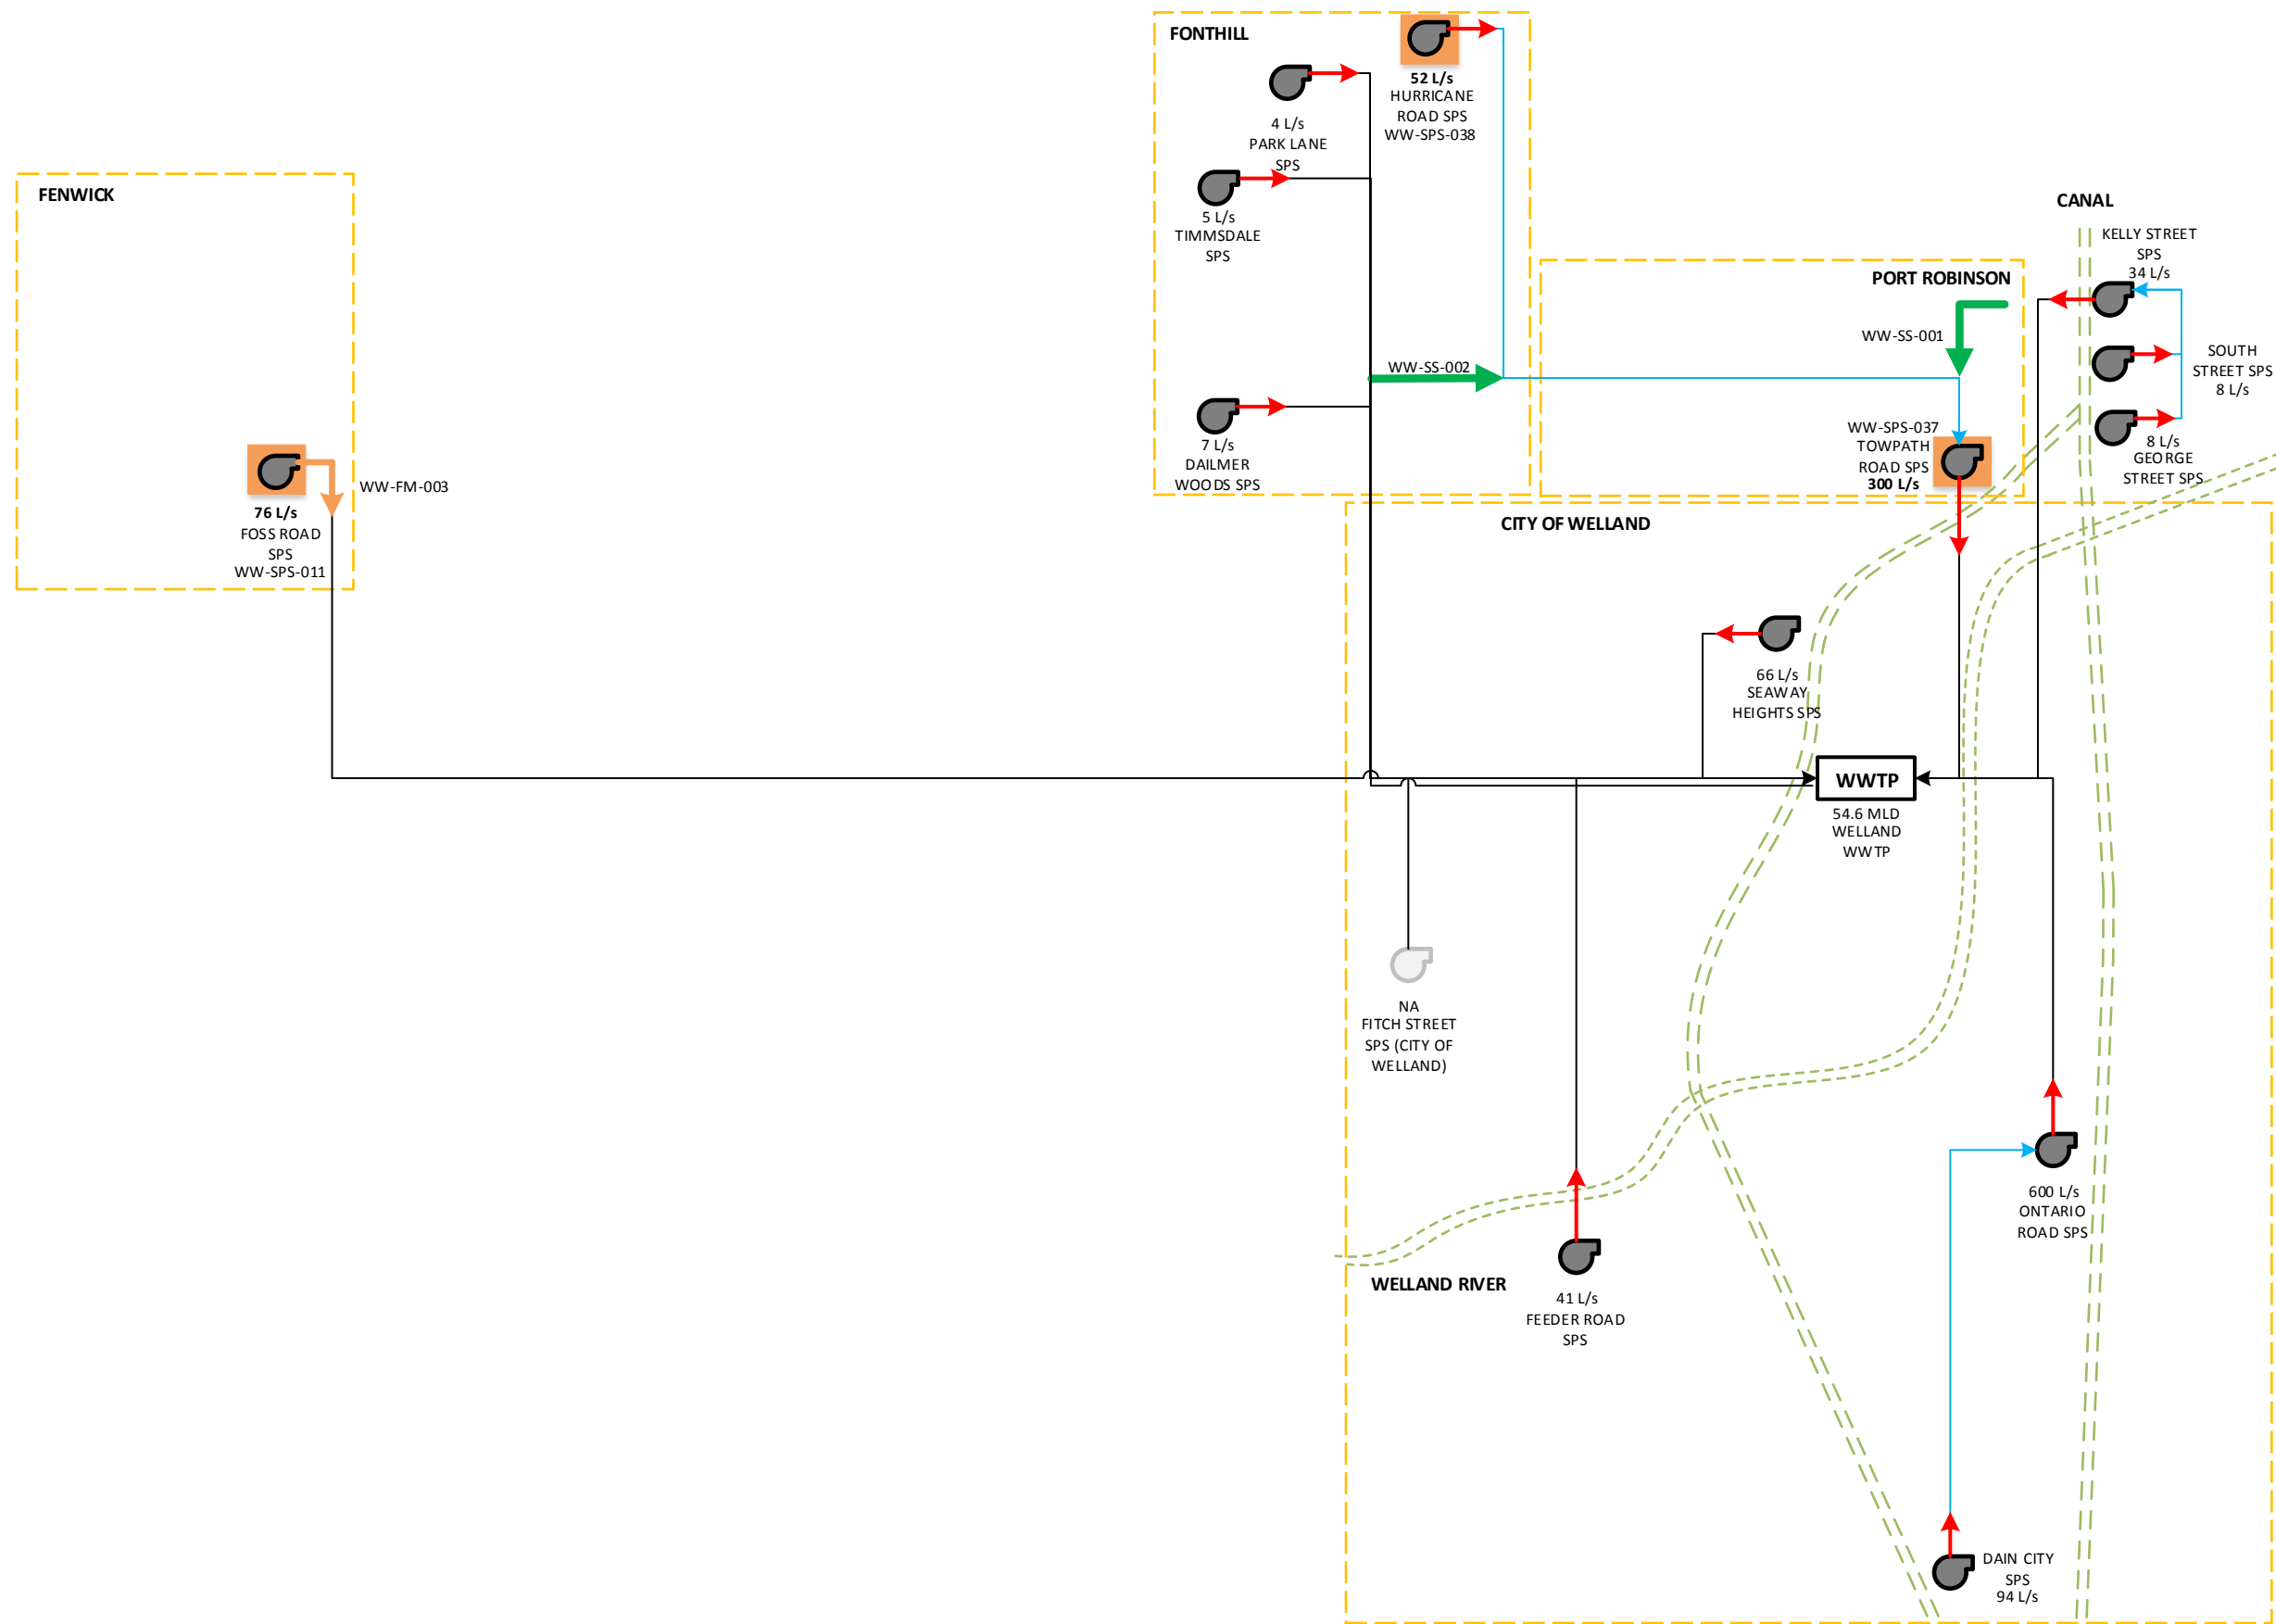 FONTHILL
52 L/s
HURRICANE
ROAD SPS
WW-SPS-038
4 L/s
PARK LANE
SPS
5 L/s
TIMMSDALE
SPS
FENWICK
CANAL
KELLY STREET
SPS
34 L/s
PORT ROBINSON
WW-SS-001
WW-SS-002
SOUTH
STREET SPS
8 L/s
7 L/s
DAILMER
WOODS SPS
WW-SPS-037
TOWPATH
ROAD SPS
300 L/s
8 L/s
GEORGE
STREET SPS
WW-FM-003
76 L/s
FOSS ROAD
SPS
WW-SPS-011
CITY OF WELLAND
66 L/s
SEAWAY
HEIGHTS SPS
WWTP
54.6 MLD
WELLAND
WWTP
NA
FITCH STREET
SPS (CITY OF
WELLAND)
600 L/s
ONTARIO
ROAD SPS
WELLAND RIVER
41 L/s
FEEDER ROAD
SPS
DAIN CITY
SPS
94 L/s